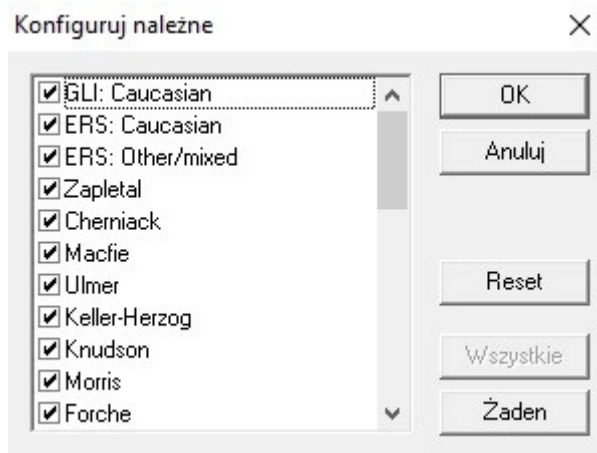 Konfiguruj należne
GLI: Caucasian
ERS: Caucasian
ERS: Other/mixed
Zapletal
Cherniack
Macfie
Ulmer
Keller-Herzog
Knudson
Morris
Forche
OK
Anuluj
Reset
Wszystkie
Żaden